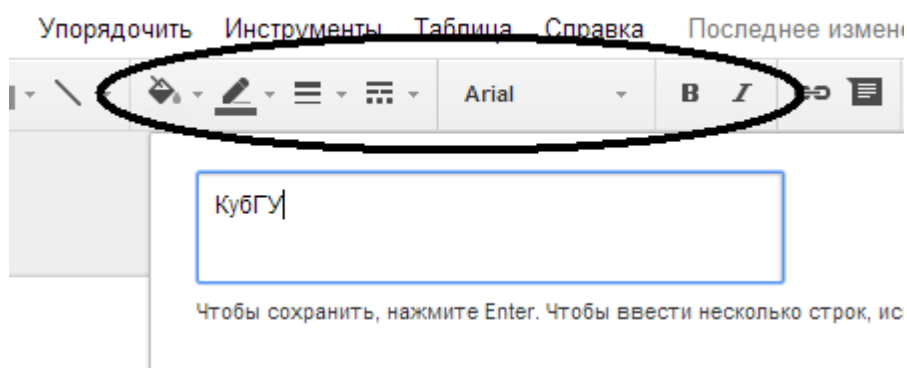 Упорядочить Инструменты Таблица Справка Последнее измен
Arial B I
КубГУ
Чтобы сохранить, нажмите Enter. Чтобы ввести несколько строк, ис